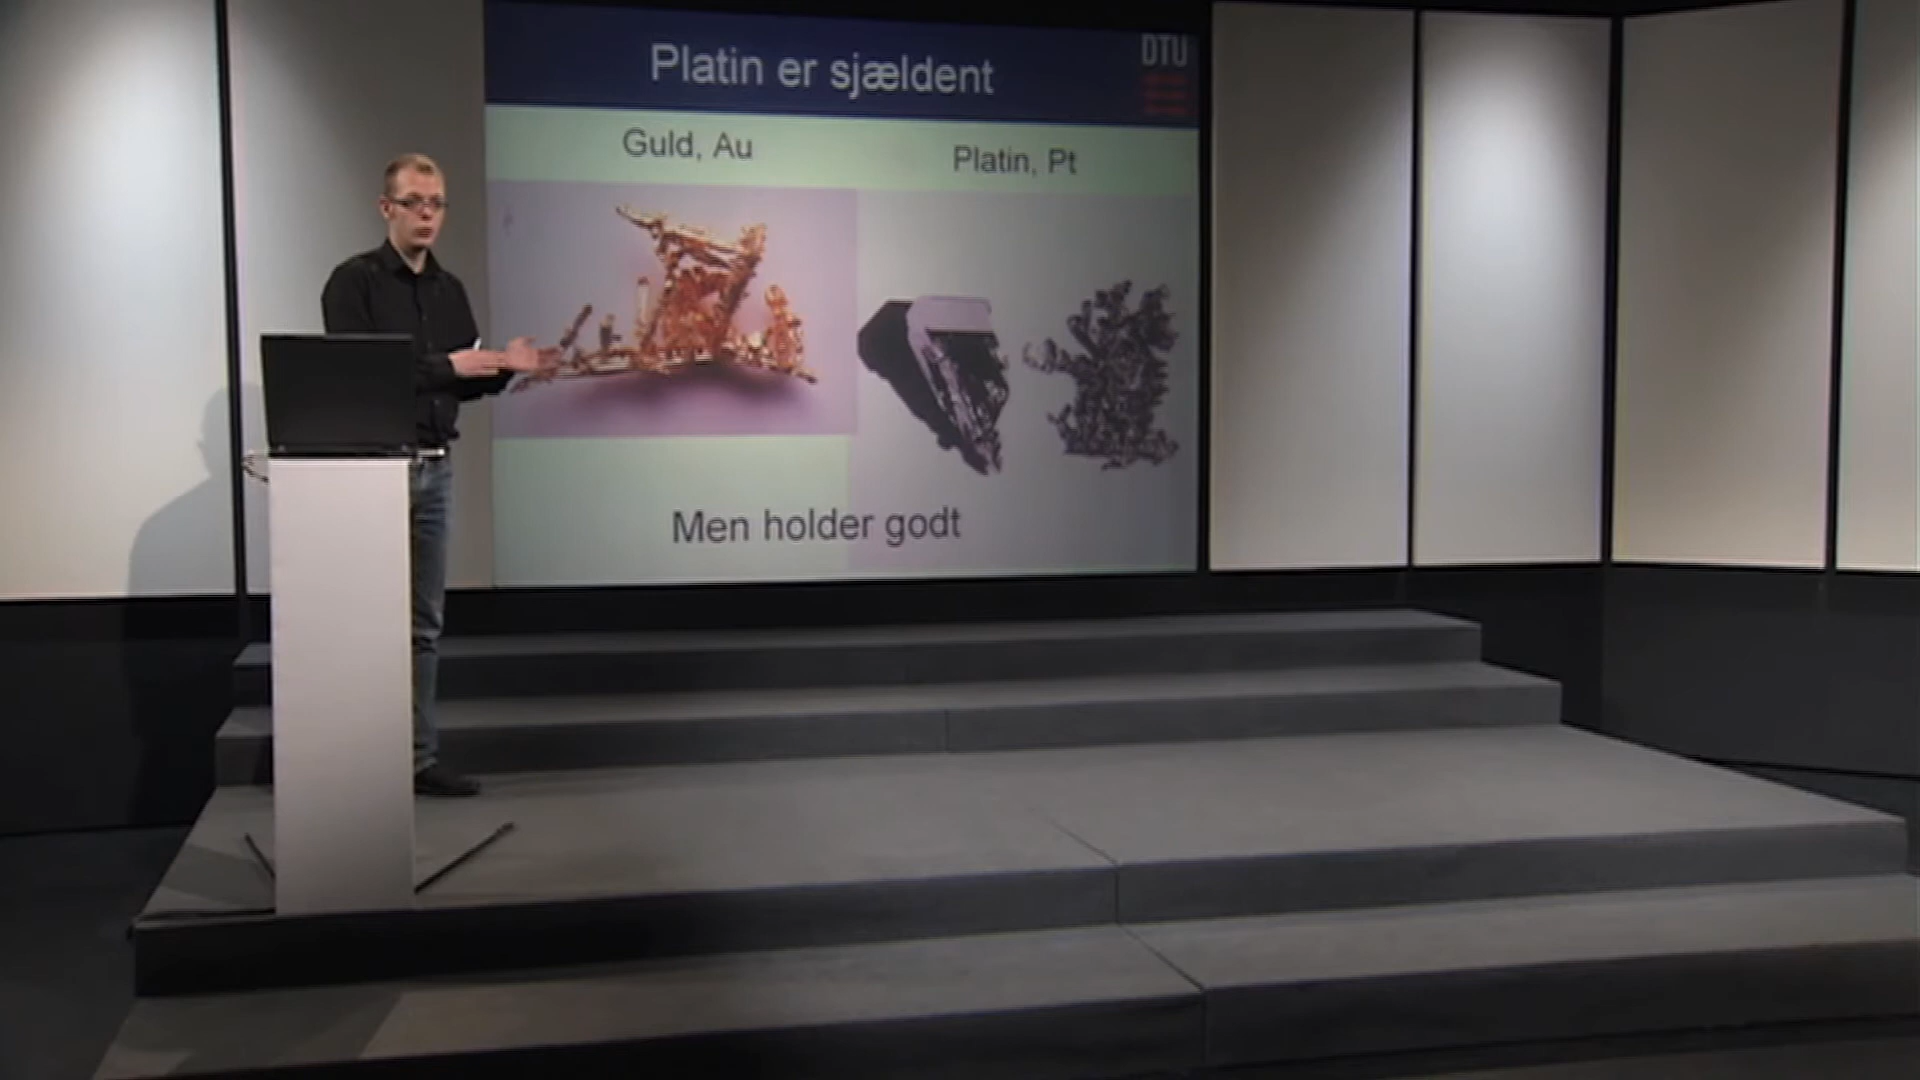 Platin er sjældent
DTU
Guld, Au
Platin, Pt
Men holder godt